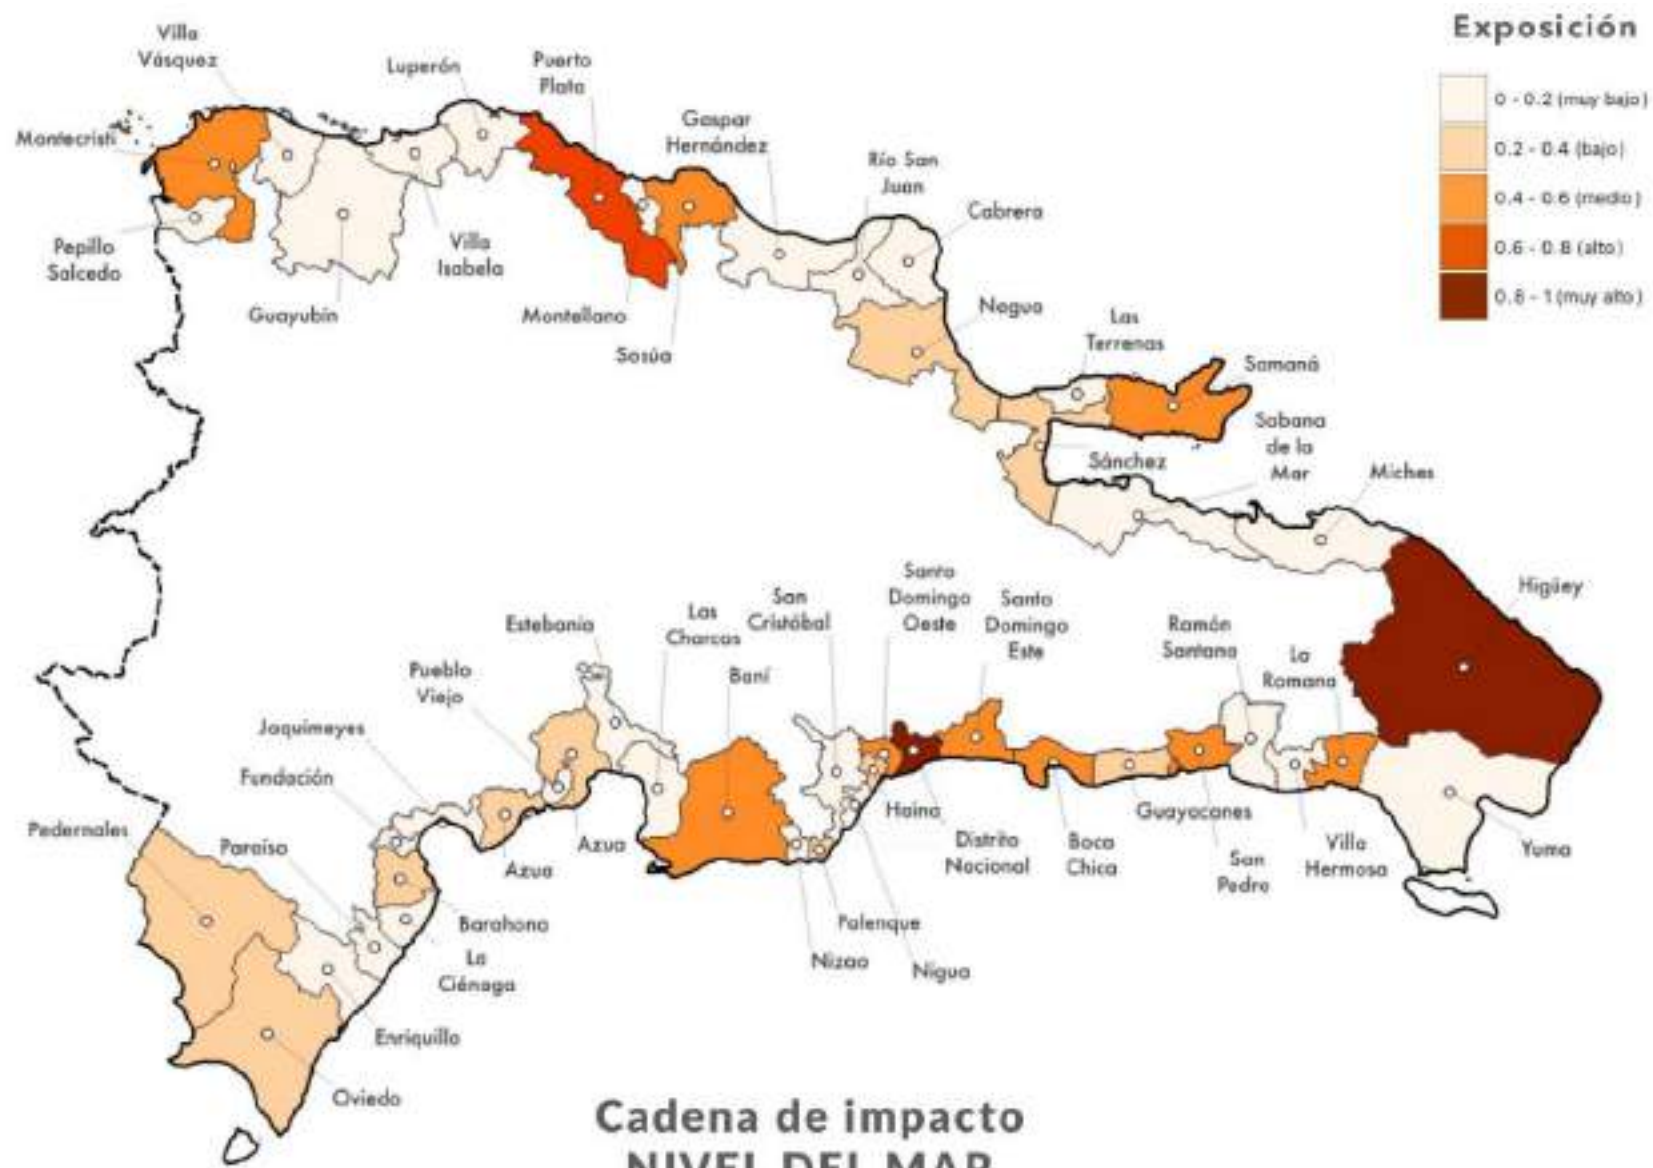 Exposición
0 - 0.2 (muy bajo)
0.2 - 0.4 (bajo)
0.4 - 0.6 (medio)
0.6 - 0.8 (alto)
0.8 - 1 (muy alto)
Villa
Vásquez
Luperón
Puerto
Plata
Montecristi
Gaspar
Hernández
Río San
Juan
Cabrera
Pepillo
Salcedo
Villa
Isabela
Guayubín
Montellano
Sosúa
Nagua
Las
Terrenas
Samaná
Sabana
de la
Mar
Sánchez
Miches
Higüey
Santo
Domingo
Oeste
Santo
Domingo
Este
San
Cristóbal
Las
Charcas
Estebanía
Ramón
Santana
La
Romana
Pueblo
Viejo
Baní
Jaquimeyes
Fundación
Pedernales
Paraíso
Azua
Azua
Haina
Distrito
Nacional
Boca
Chica
Guayacanes
San
Pedro
Villa
Hermosa
Yuma
Barahona
La
Ciénaga
Palenque
Nizao
Nigua
Enriquillo
Oviedo
Cadena de impacto
NIVEL DEL MAR